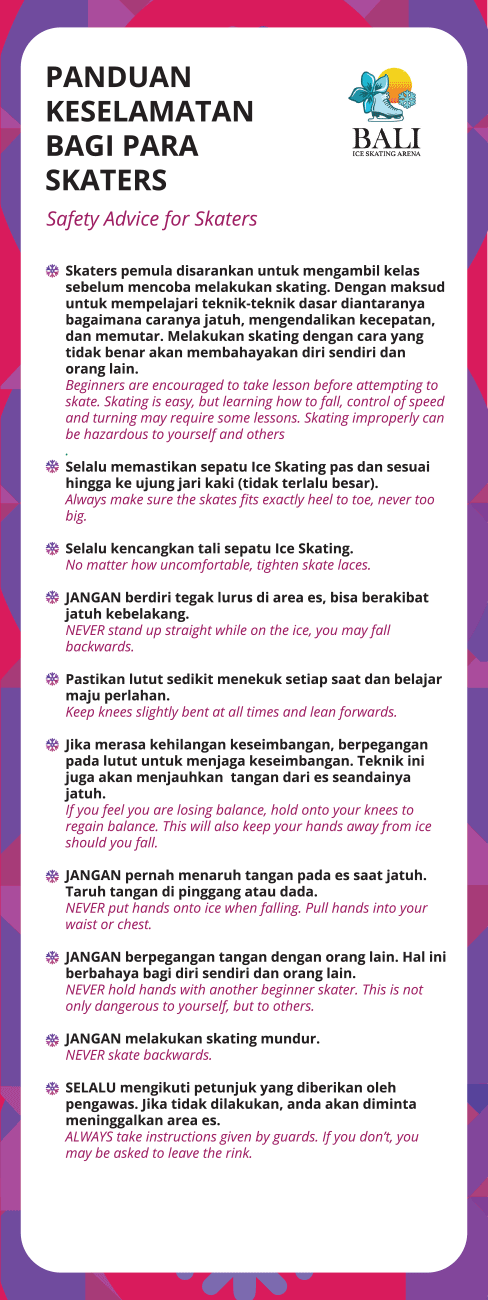 PANDUAN
KESELAMATAN
BAGI PARA
SKATERS
BALI
ICE SKATING ARENA
Safety Advice for Skaters
Skaters pemula disarankan untuk mengambil kelas
sebelum mencoba melakukan skating. Dengan maksud
untuk mempelajari teknik-teknik dasar diantaranya
bagaimana caranya jatuh, mengendalikan kecepatan,
dan memutar. Melakukan skating dengan cara yang
tidak benar akan membahayakan diri sendiri dan
orang lain.
Beginners are encouraged to take lesson before attempting to
skate. Skating is easy, but learning how to fall, control of speed
and turning may require some lessons. Skating improperly can
be hazardous to yourself and others
.
Selalu memastikan sepatu Ice Skating pas dan sesuai
hingga ke ujung jari kaki (tidak terlalu besar).
Always make sure the skates fits exactly heel to toe, never too
big.
Selalu kencangkan tali sepatu Ice Skating.
No matter how uncomfortable, tighten skate laces.
JANGAN berdiri tegak lurus di area es, bisa berakibat
jatuh kebelakang.
NEVER stand up straight while on the ice, you may fall
backwards.
Pastikan lutut sedikit menekuk setiap saat dan belajar
maju perlahan.
Keep knees slightly bent at all times and lean forwards.
Jika merasa kehilangan keseimbangan, berpegangan
pada lutut untuk menjaga keseimbangan. Teknik ini
juga akan menjauhkan  tangan dari es seandainya
jatuh.
If you feel you are losing balance, hold onto your knees to
regain balance. This will also keep your hands away from ice
should you fall.
JANGAN pernah menaruh tangan pada es saat jatuh.
Taruh tangan di pinggang atau dada.
NEVER put hands onto ice when falling. Pull hands into your
waist or chest.
JANGAN berpegangan tangan dengan orang lain. Hal ini
berbahaya bagi diri sendiri dan orang lain.
NEVER hold hands with another beginner skater. This is not
only dangerous to yourself, but to others.
JANGAN melakukan skating mundur.
NEVER skate backwards.
SELALU mengikuti petunjuk yang diberikan oleh
pengawas. Jika tidak dilakukan, anda akan diminta
meninggalkan area es.
ALWAYS take instructions given by guards. If you don’t, you
may be asked to leave the rink.